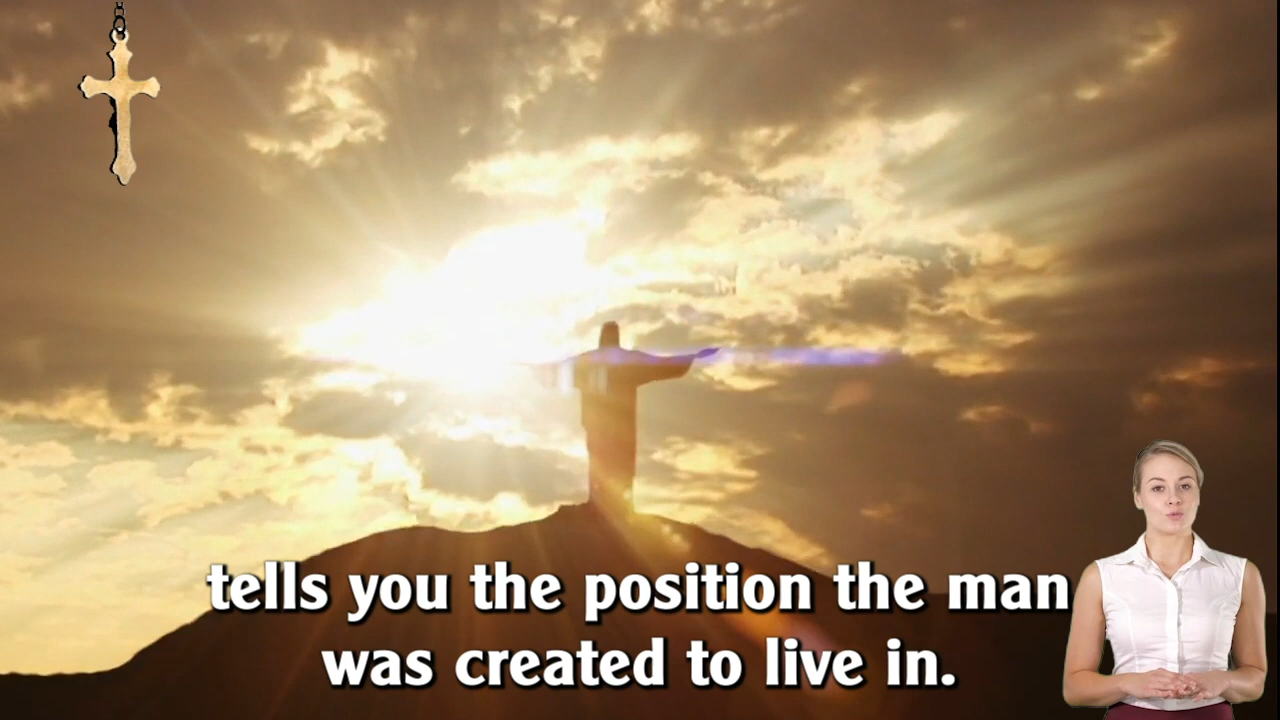 tells you the position the man
was created to live in.